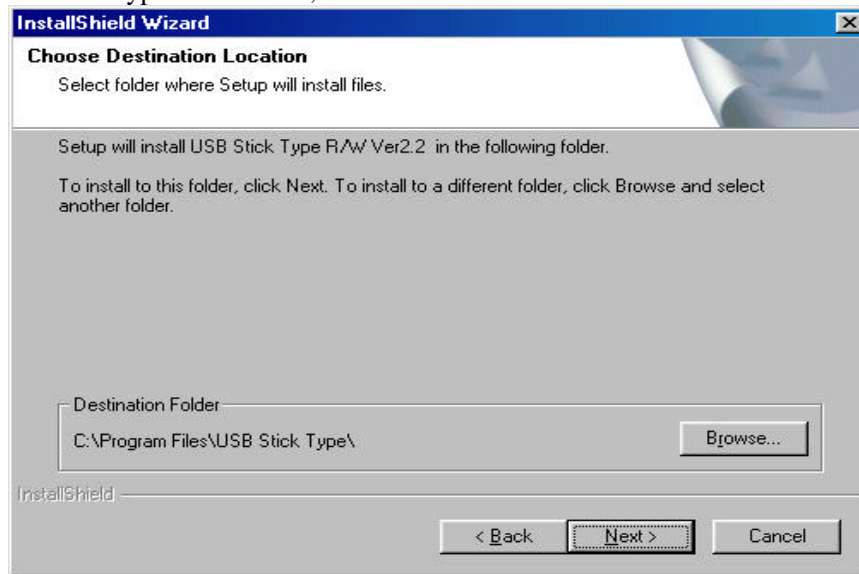 InstallShield Wizard
Choose Destination Location
Select folder where Setup will install files.
Setup will install USB Stick Type R/W Ver2.2 in the following folder.
To install to this folder, click Next. To install to a different folder, click Browse and select
another folder.
Destination Folder
C:\Program Files\USB Stick Type\
Browse...
InstallShield
< Back
Next >
Cancel